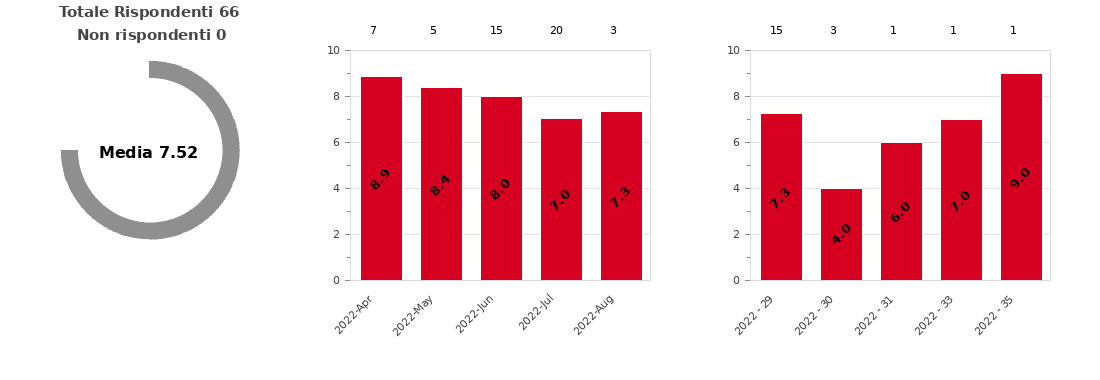 Totale Rispondenti 66
Non rispondenti 0
Media 7.52
7 5 15 20 3
10
8
6
4
2
0
8.9 8.4 8.0 7.0 7.3
2022-Apr 2022-May 2022-Jun 2022-Jul 2022-Aug
15 3 1 1 1
10
8
6
4
2
0
7.3 4.0 6.0 7.0 9.0
2022 - 29 2022 - 30 2022 - 31 2022 - 33 2022 - 35